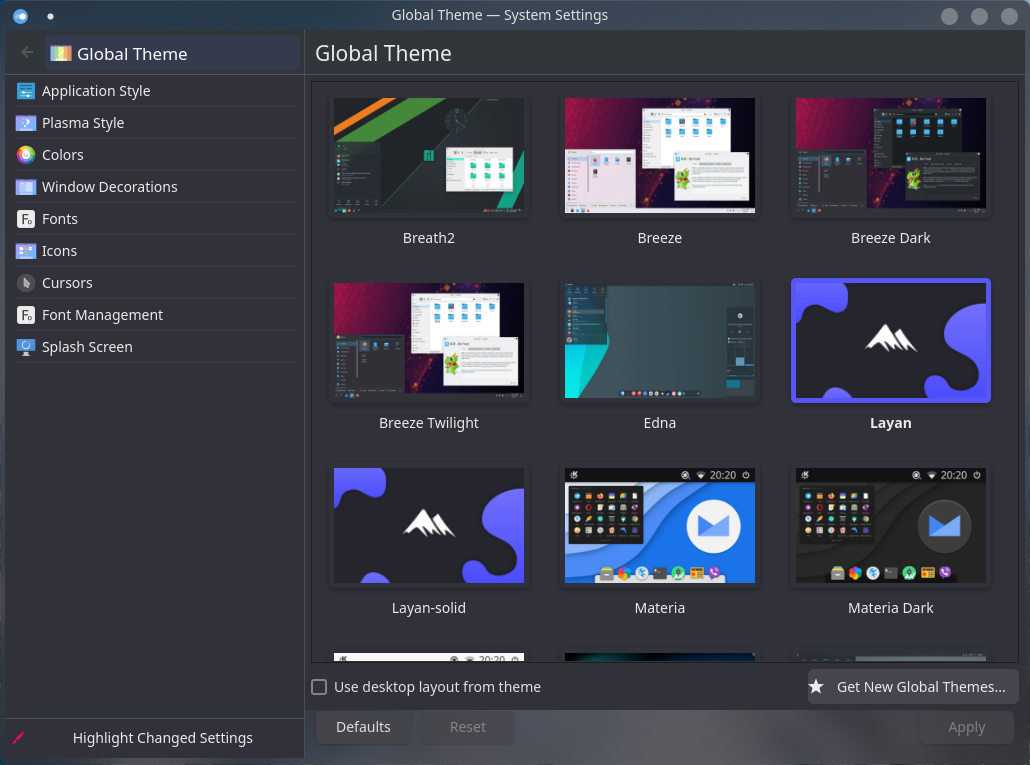 Global Theme — System Settings
Global Theme
Application Style
Plasma Style
Colors
Window Decorations
Fonts
Icons
Cursors
Font Management
Splash Screen
Highlight Changed Settings
Global Theme
Breath2
Breeze
Breeze Dark
Breeze Twilight
Edna
Layan
20:20
20:20
Layan-solid
Materia
Materia Dark
20:20
Use desktop layout from theme
Get New Global Themes...
Defaults
Reset
Apply